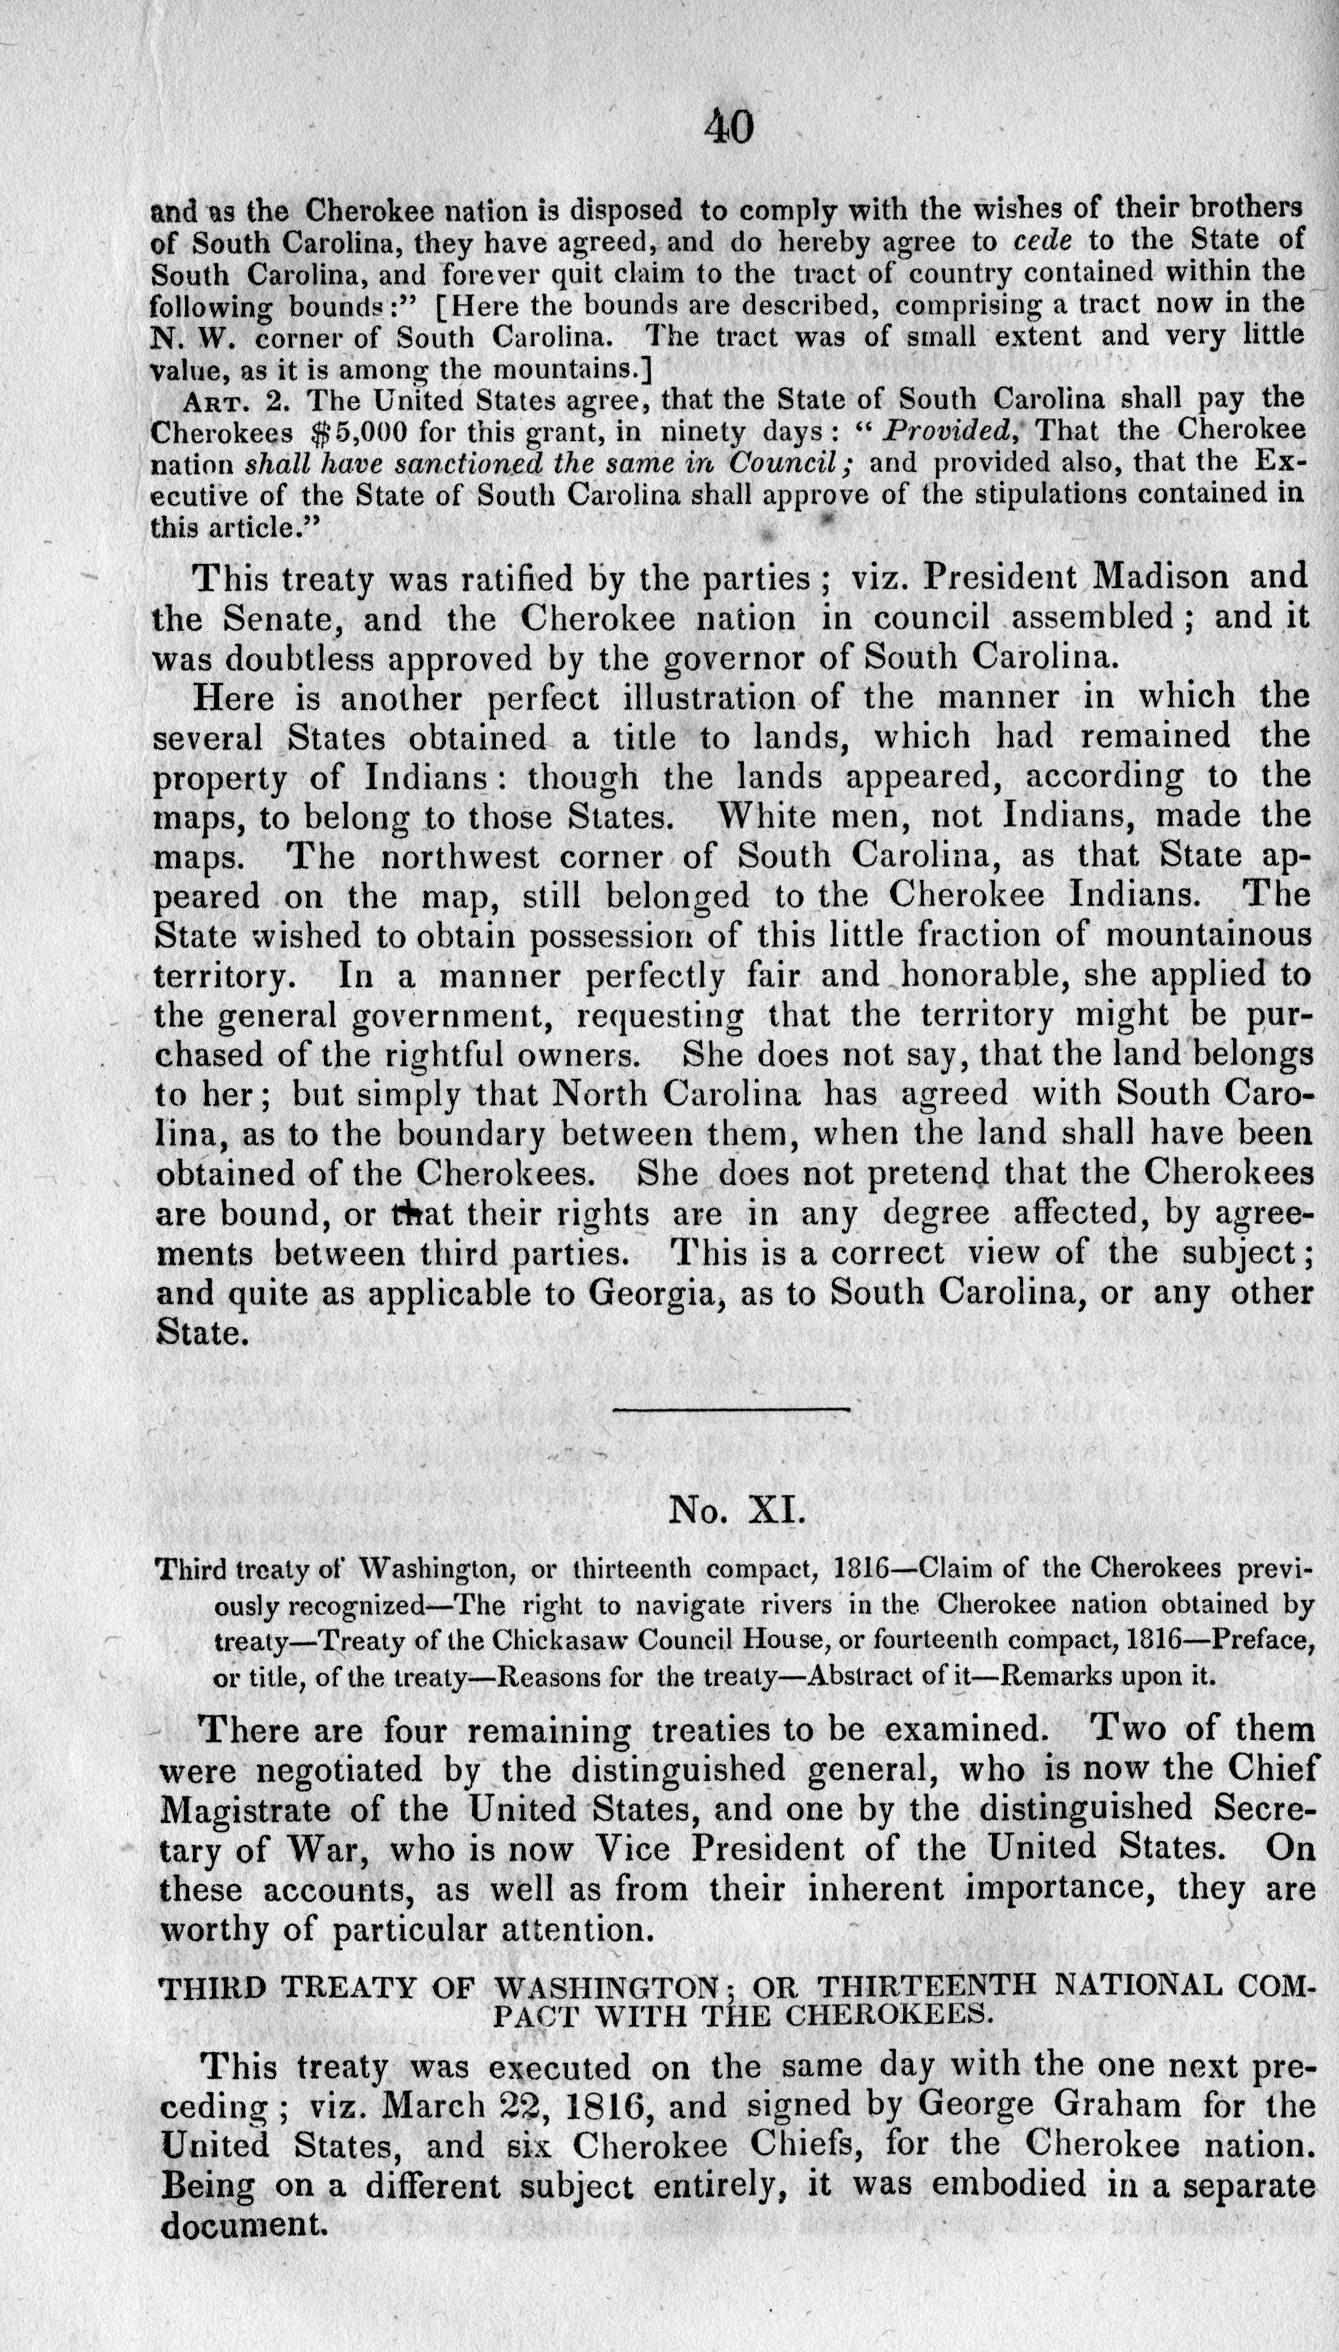 40
and as the Cherokee nation is disposed to comply with the wishes of their brothers
of South Carolina, they have agreed, and do hereby agree to cede to the State of
South Carolina, and forever quit claim to the tract of country contained within the
following bounds:” [Here the bounds are described, comprising a tract now in the
N. W. corner of South Carolina. The tract was of small extent and very little
value, as it is among the mountains.]
ART. 2. The United States agree, that the State of South Carolina shall pay the
Cherokees $5,000 for this grant, in ninety days: “ Provided, That the Cherokee
nation shall have sanctioned the same in Council; and provided also, that the Ex-
ecutive of the State of South Carolina shall approve of the stipulations contained in
this article.”
This treaty was ratified by the parties; viz. President Madison and
the Senate, and the Cherokee nation in council assembled; and it
was doubtless approved by the governor of South Carolina.
Here is another perfect illustration of the manner in which the
several States obtained a title to lands, which had remained the
property of Indians: though the lands appeared, according to the
maps, to belong to those States. White men, not Indians, made the
maps. The northwest corner of South Carolina, as that State ap-
peared on the map, still belonged to the Cherokee Indians. The
State wished to obtain possession of this little fraction of mountainous
territory. In a manner perfectly fair and honorable, she applied to
the general government, requesting that the territory might be pur-
chased of the rightful owners. She does not say, that the land belongs
to her; but simply that North Carolina has agreed with South Caro-
lina, as to the boundary between them, when the land shall have been
obtained of the Cherokees. She does not pretend that the Cherokees
are bound, or that their rights are in any degree affected, by agree-
ments between third parties. This is a correct view of the subject;
and quite as applicable to Georgia, as to South Carolina, or any other
State.
No. XI.
Third treaty of Washington, or thirteenth compact, 1816—Claim of the Cherokees previ-
ously recognized—The right to navigate rivers in the Cherokee nation obtained by
treaty—Treaty of the Chickasaw Council House, or fourteenth compact, 1816—Preface,
or title, of the treaty—Reasons for the treaty—Abstract of it—Remarks upon it.
There are four remaining treaties to be examined. Two of them
were negotiated by the distinguished general, who is now the Chief
Magistrate of the United States, and one by the distinguished Secre-
tary of War, who is now Vice President of the United States. On
these accounts, as well as from their inherent importance, they are
worthy of particular attention.
THIRD TREATY OF WASHINGTON; OR THIRTEENTH NATIONAL COM-
PACT WITH THE CHEROKEES.
This treaty was executed on the same day with the one next pre-
ceding; viz. March 22, 1816, and signed by George Graham for the
United States, and six Cherokee Chiefs, for the Cherokee nation.
Being on a different subject entirely, it was embodied in a separate
document.